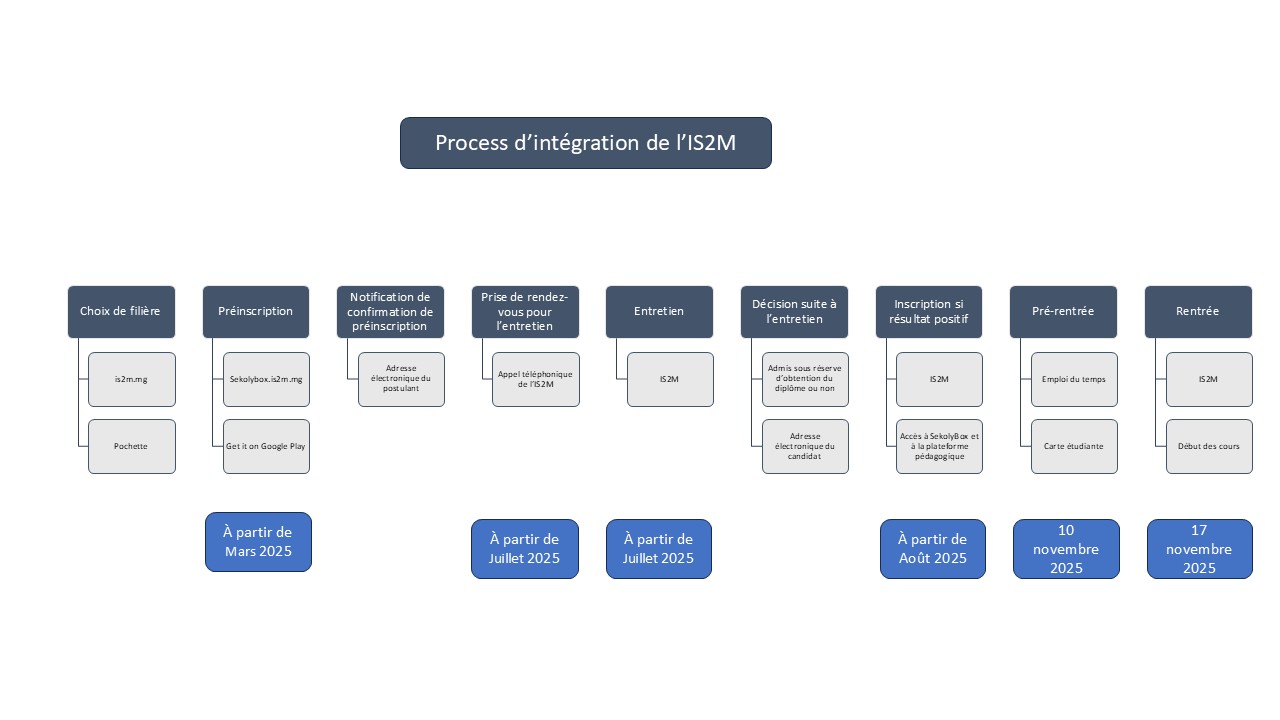 Process d’intégration de l’IS2M
Choix de filière
is2m.mg
Pochette
Préinscription
Sekolybox.is2m.mg
Get it on Google Play
À partir de
Mars 2025
Notification de
confirmation de
préinscription
Adresse
électronique du
postulant
Prise de rendez-
vous pour
l’entretien
Appel téléphonique
de l’IS2M
À partir de
Juillet 2025
Entretien
IS2M
À partir de
Juillet 2025
Décision suite à
l’entretien
Admis sous réserve
d’obtention du
diplôme ou non
Adresse
électronique du
candidat
Inscription si
résultat positif
IS2M
Accès à SekolyBox et
à la plateforme
pédagogique
À partir de
Août 2025
Pré-rentrée
Emploi du temps
Carte étudiante
10
novembre
2025
Rentrée
IS2M
Début des cours
17
novembre
2025